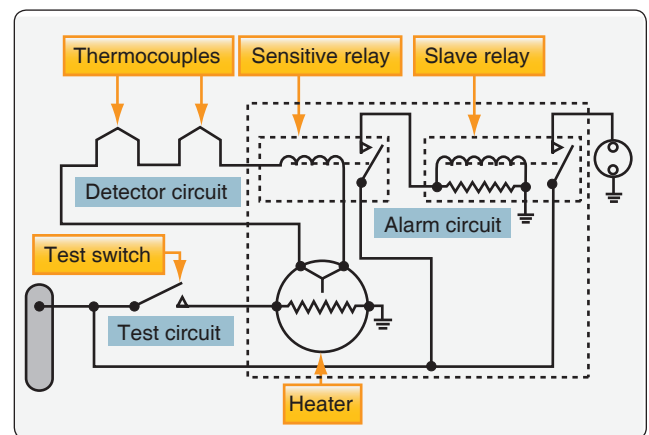 Thermocouples
Sensitive relay
Slave relay
Detector circuit
Alarm circuit
Test switch
Test circuit
Heater